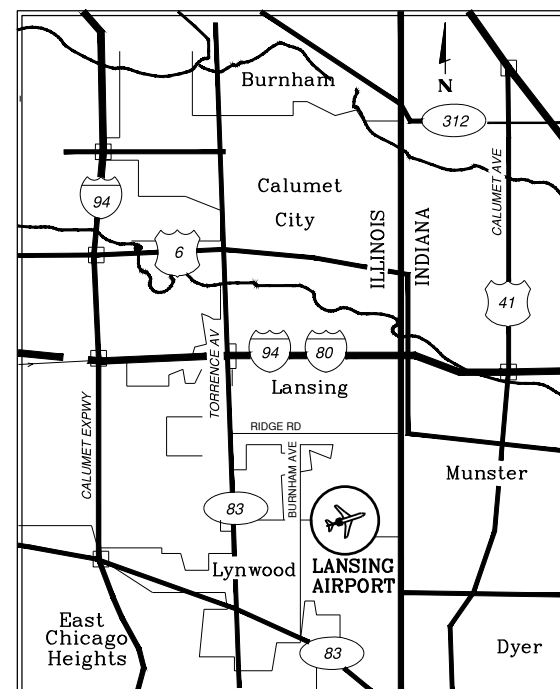 Burnham
N
312
CALUMET AVE
94
Calumet
City
ILLINOIS
INDIANA
6
41
TORRENCE AV
94
80
Lansing
CALUMET EXPWY
RIDGE RD
BURNHAM AVE
Munster
83
LANSING
AIRPORT
Lynwood
East
Chicago
Heights
83
Dyer